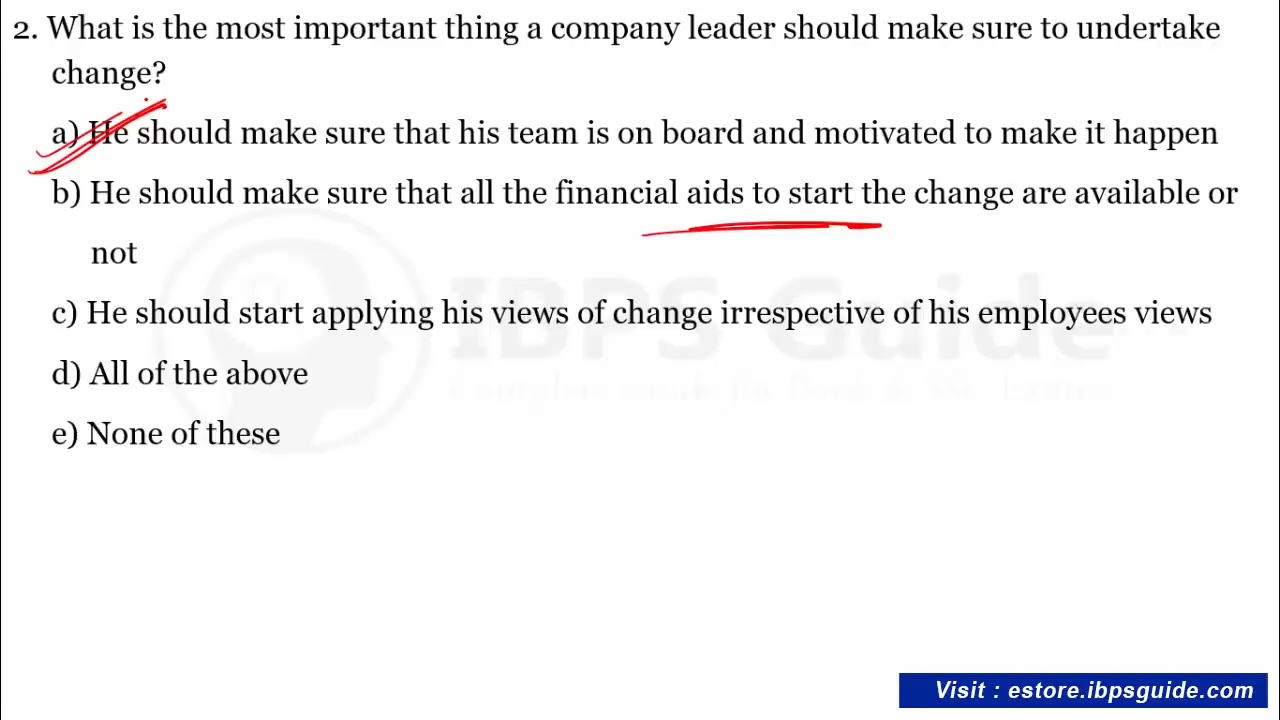 2. What is the most important thing a company leader should make sure to undertake
change?
a) He should make sure that his team is on board and motivated to make it happen
b) He should make sure that all the financial aids to start the change are available or
not
c) He should start applying his views of change irrespective of his employees views
IBPS Guide
d) All of the above
e) None of these
Visit : estore.ibpsguide.com